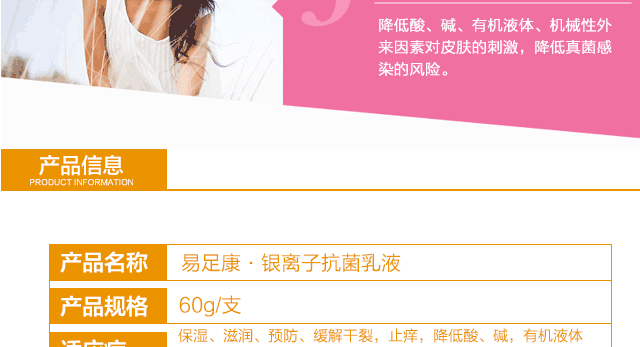 降低酸、碱、有机液体、机械性外
来因素对皮肤的刺激，降低真菌感
染的风险。
产品信息
PRODUCT INFORMATION
产品名称 易足康·银离子抗菌乳液
产品规格 60g/支
保湿、滋润、预防、缓解干裂，止痒，降低酸、碱，有机液体